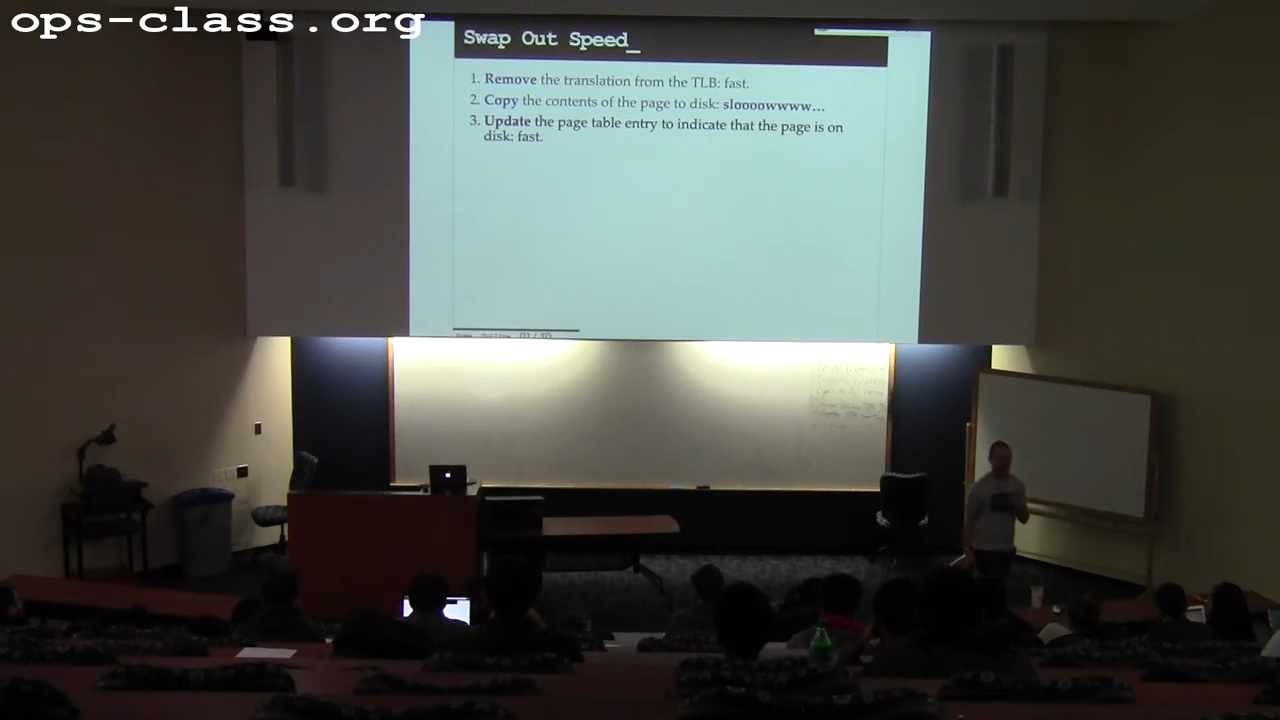 ops-class.org
Swap Out Speed_
1. Remove the translation from the TLB: fast.
2. Copy the contents of the page to disk: sloooowwww...
3. Update the page table entry to indicate that the page is on
disk: fast.